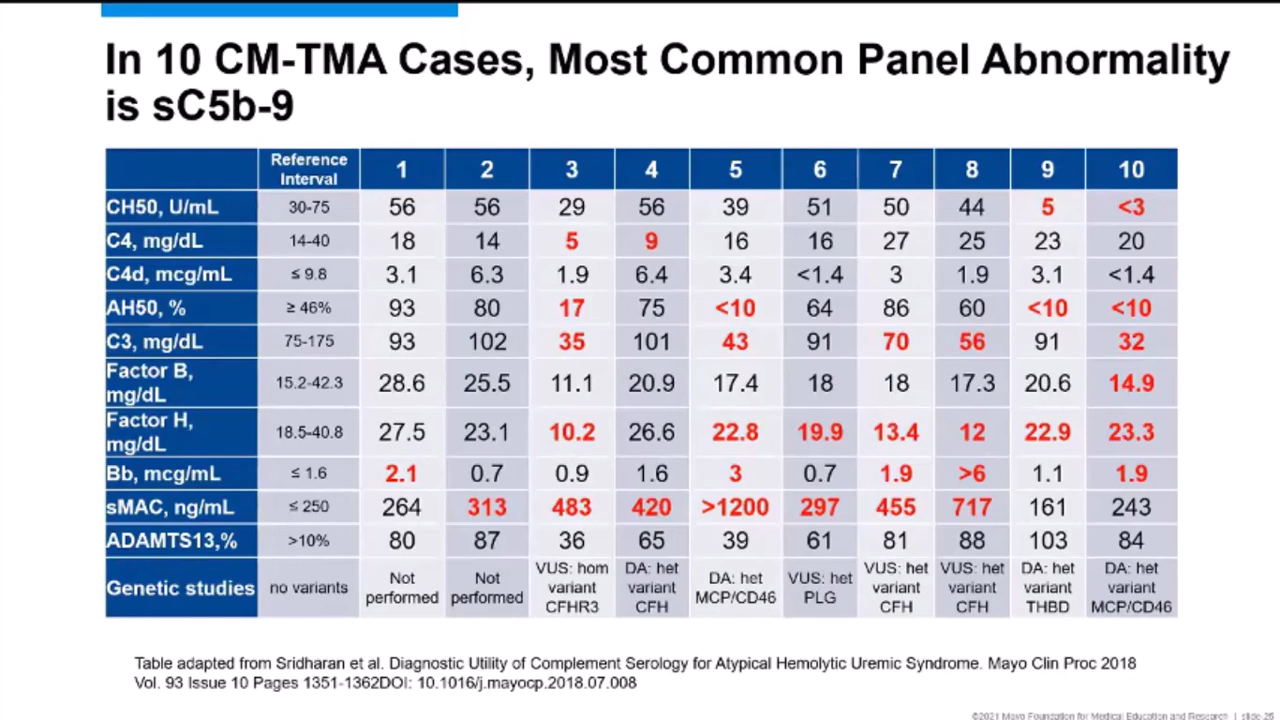 In 10 CM-TMA Cases, Most Common Panel Abnormality
is sC5b-9
Reference Interval 1 2 3 4 5 6 7 8 9 10
CH50, U/mL 30-75 56 56 29 56 39 51 50 44 5 <3
C4, mg/dL 14-40 18 14 5 9 16 16 27 25 23 20
C4d, mcg/mL ≤ 9.8 3.1 6.3 1.9 6.4 3.4 <1.4 3 1.9 3.1 <1.4
AH50, % ≥ 46% 93 80 17 75 <10 64 86 60 <10 <10
C3, mg/dL 75-175 93 102 35 101 43 91 70 56 91 32
Factor B, mg/dL 15.2-42.3 28.6 25.5 11.1 20.9 17.4 18 18 17.3 20.6 14.9
Factor H, mg/dL 18.5-40.8 27.5 23.1 10.2 26.6 22.8 19.9 13.4 12 22.9 23.3
Bb, mcg/mL ≤ 1.6 2.1 0.7 0.9 1.6 3 0.7 1.9 >6 1.1 1.9
sMAC, ng/mL ≤ 250 264 313 483 420 >1200 297 455 717 161 243
ADAMTS13,% >10% 80 87 36 65 39 61 81 88 103 84
Genetic studies no variants Not performed Not performed VUS: hom variant CFHR3 DA: het variant CFH DA: het MCP/CD46 VUS: het PLG VUS: het variant CFH VUS: het variant CFH DA: het variant THBD DA: het variant MCP/CD46
Table adapted from Sridharan et al. Diagnostic Utility of Complement Serology for Atypical Hemolytic Uremic Syndrome. Mayo Clin Proc 2018
Vol. 93 Issue 10 Pages 1351-1362DOI: 10.1016/j.mayocp.2018.07.008
©2021 Mayo Foundation for Medical Education and Research | slide-26